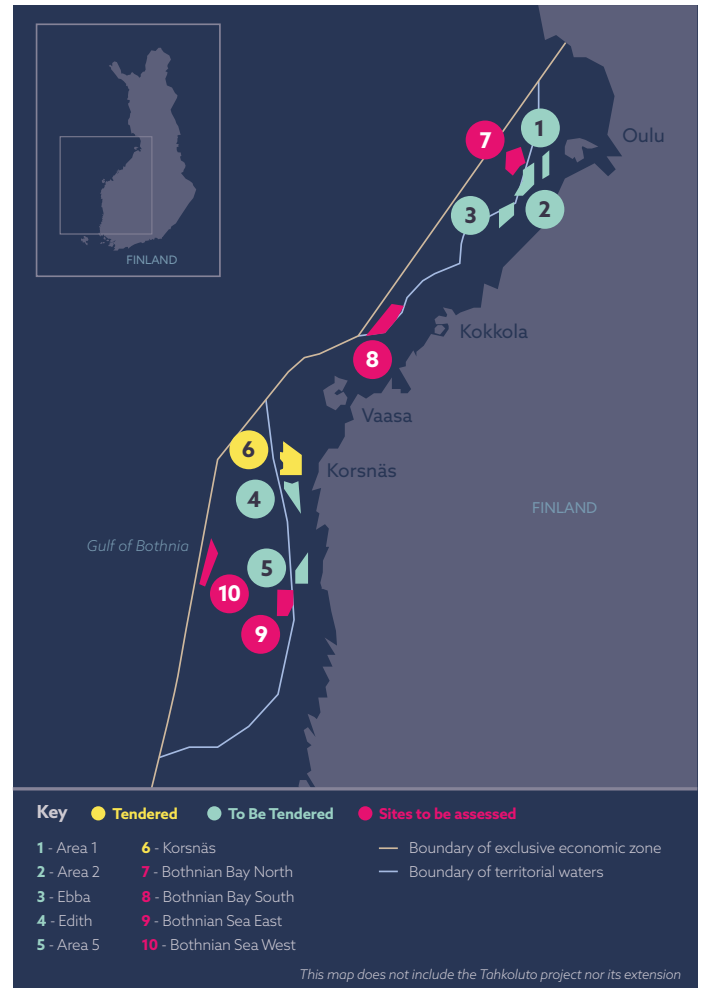 FINLAND
1
Oulu
7
2
3
Kokkola
8
Vaasa
6
Korsnäs
4
FINLAND
Gulf of Bothnia
5
10
9
Key
Tendered
To Be Tendered
Sites to be assessed
1 - Area 1
2 - Area 2
3 - Ebba
4 - Edith
5 - Area 5
6 - Korsnäs
7 - Bothnian Bay North
8 - Bothnian Bay South
9 - Bothnian Sea East
10 - Bothnian Sea West
Boundary of exclusive economic zone
Boundary of territorial waters
This map does not include the Tahkoluto project nor its extension